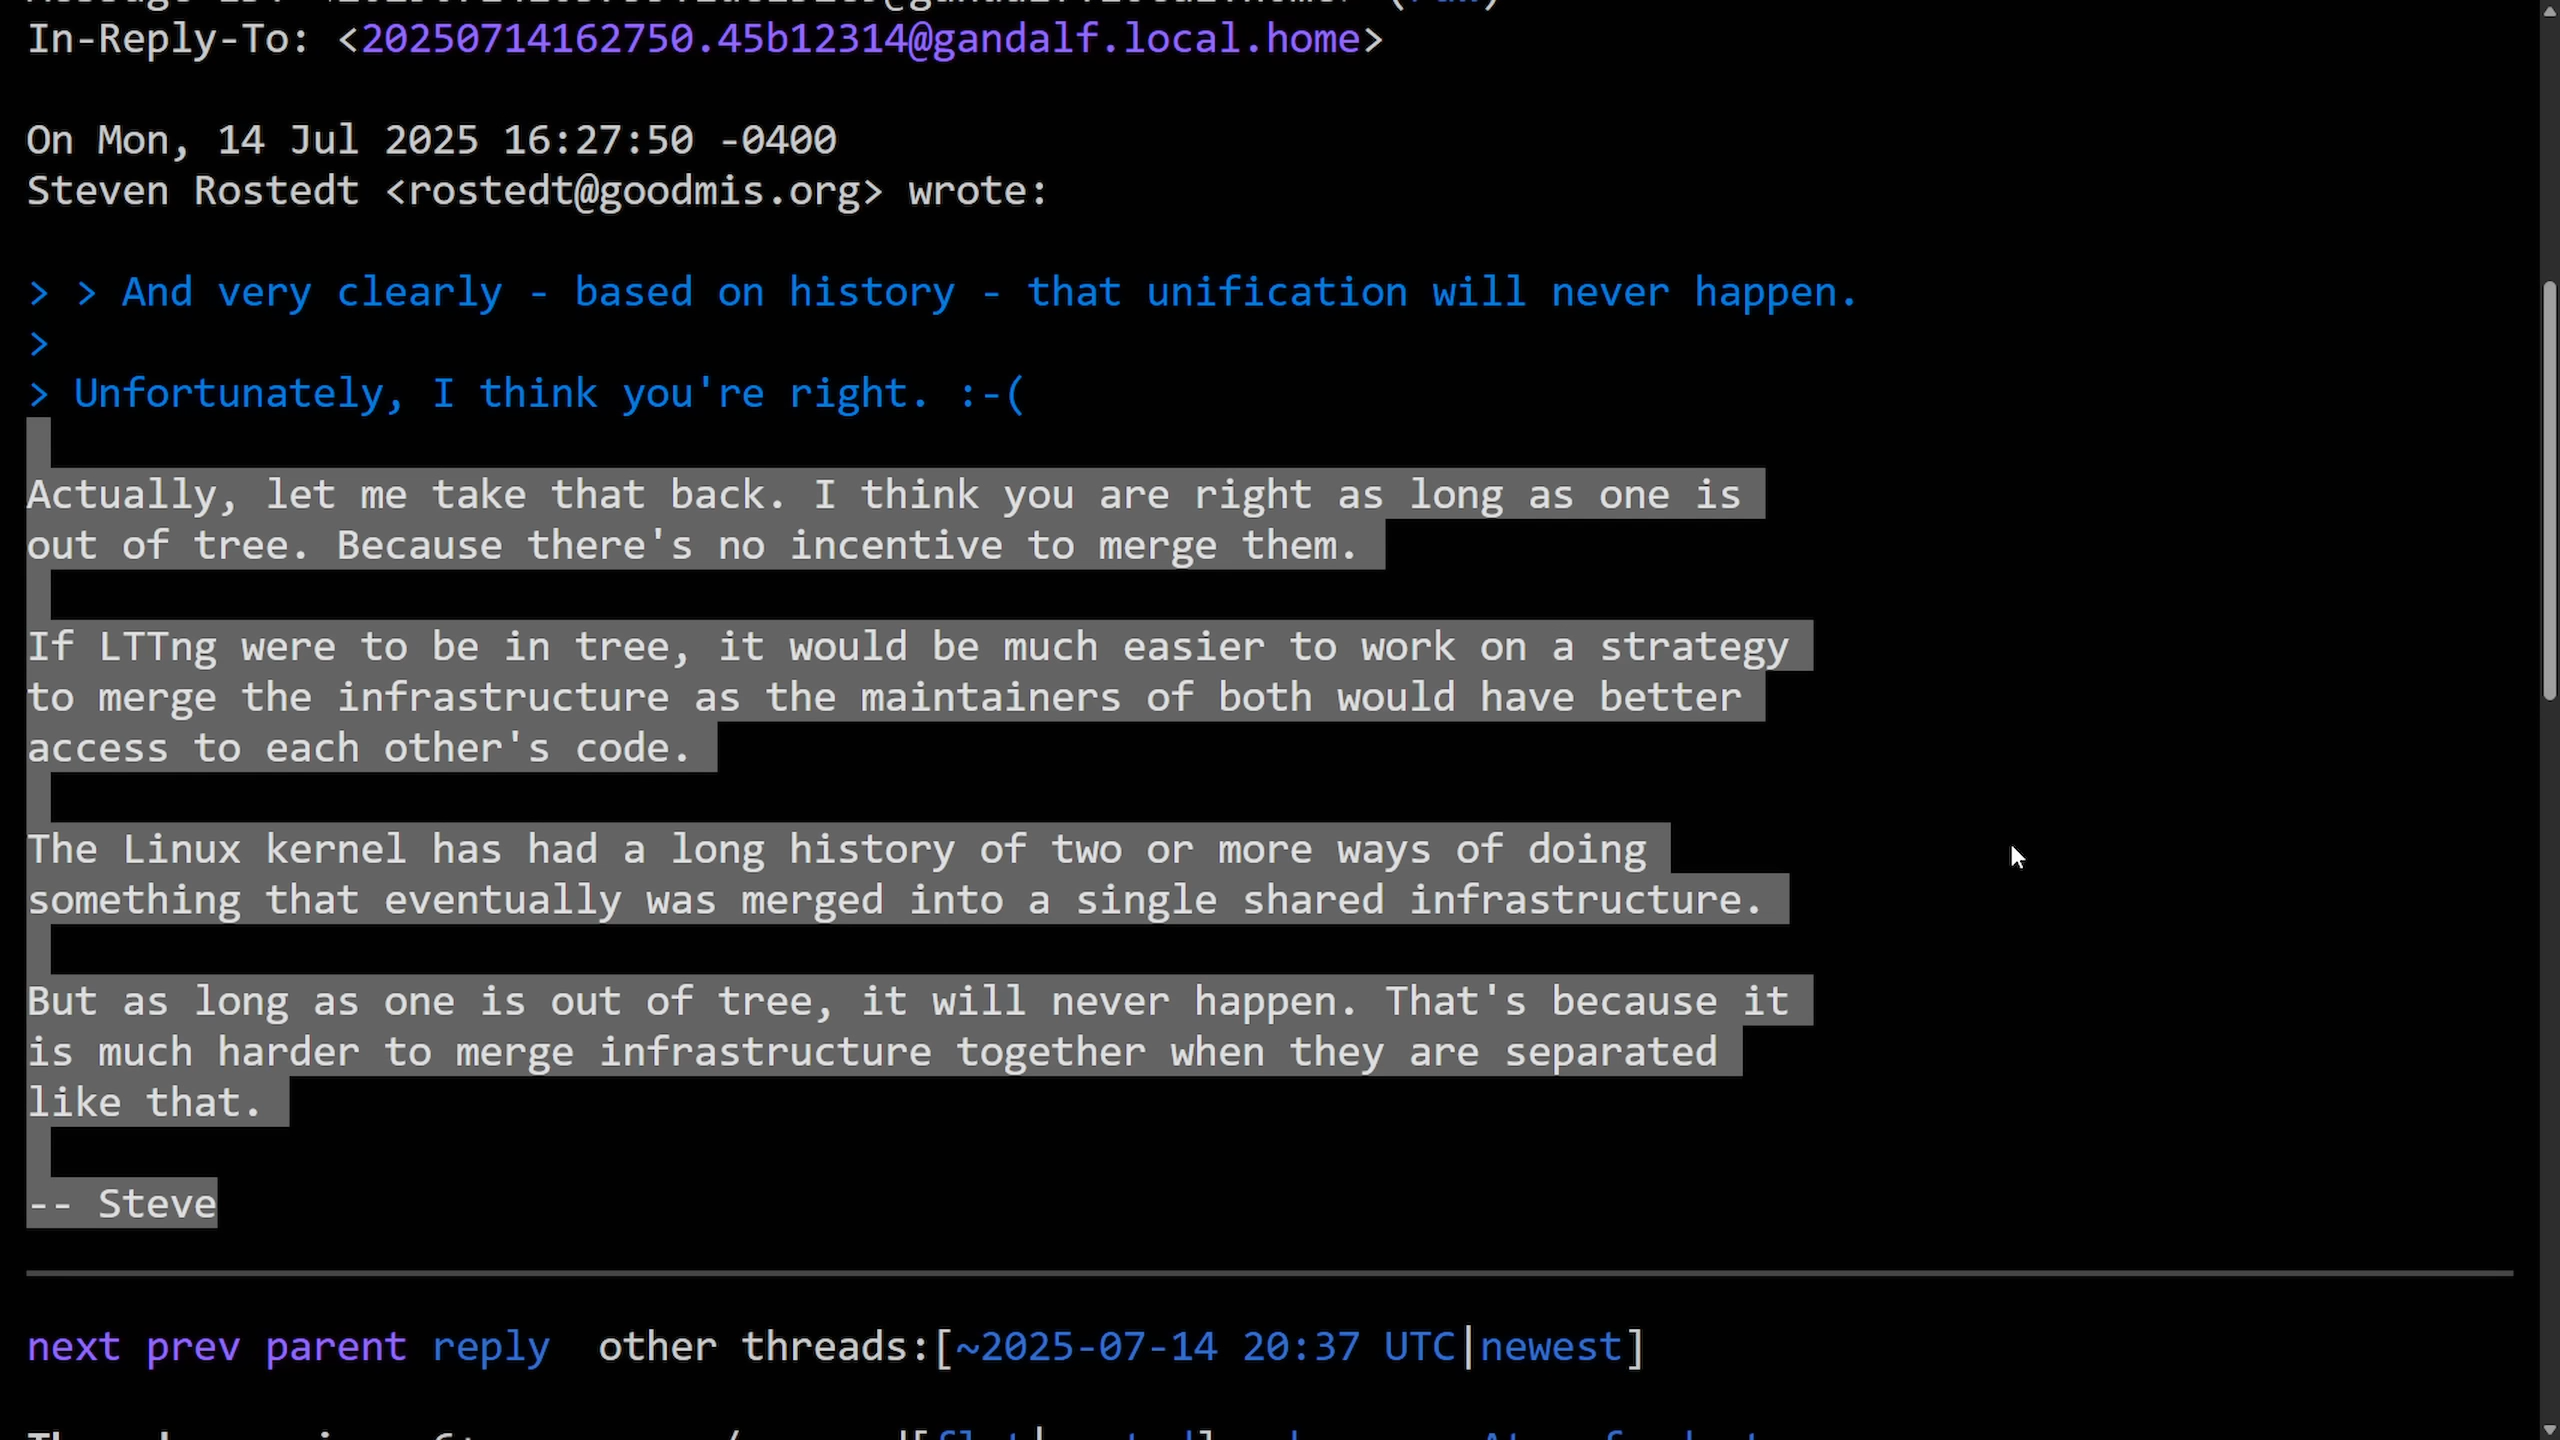 In-Reply-To: <20250714162750.45b12314@gandalf.local.home>
On Mon, 14 Jul 2025 16:27:50 -0400
Steven Rostedt <rostedt@goodmis.org> wrote:
> > And very clearly - based on history - that unification will never happen.
>
> Unfortunately, I think you're right. :-(
Actually, let me take that back. I think you are right as long as one is
out of tree. Because there's no incentive to merge them.
If LTTng were to be in tree, it would be much easier to work on a strategy
to merge the infrastructure as the maintainers of both would have better
access to each other's code.
The Linux kernel has had a long history of two or more ways of doing
something that eventually was merged into a single shared infrastructure.
But as long as one is out of tree, it will never happen. That's because it
is much harder to merge infrastructure together when they are separated
like that.
-- Steve
next prev parent reply  other threads:[~2025-07-14 20:37 UTC|newest]